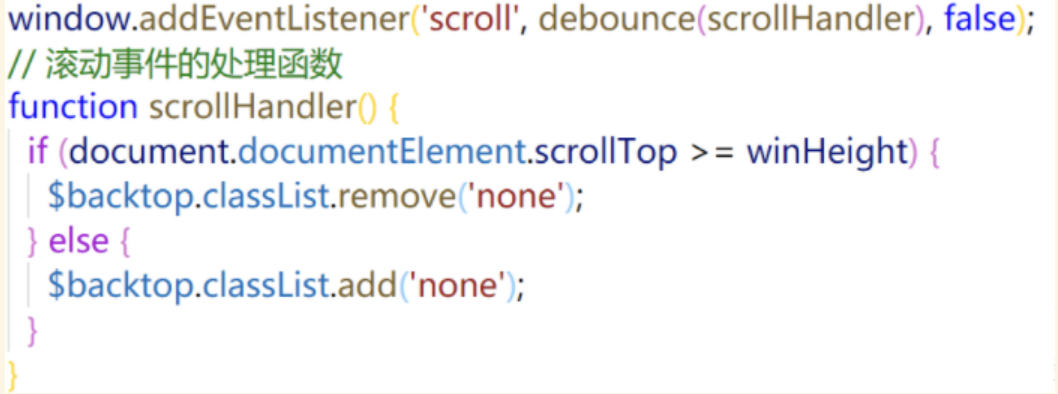 window.addEventListener('scroll', debounce(scrollHandler), false);
// 滚动事件的处理函数
function scrollHandler() {
if (document.documentElement.scrollTop >= winHeight) {
$backtop.classList.remove('none');
} else {
$backtop.classList.add('none');
}
}